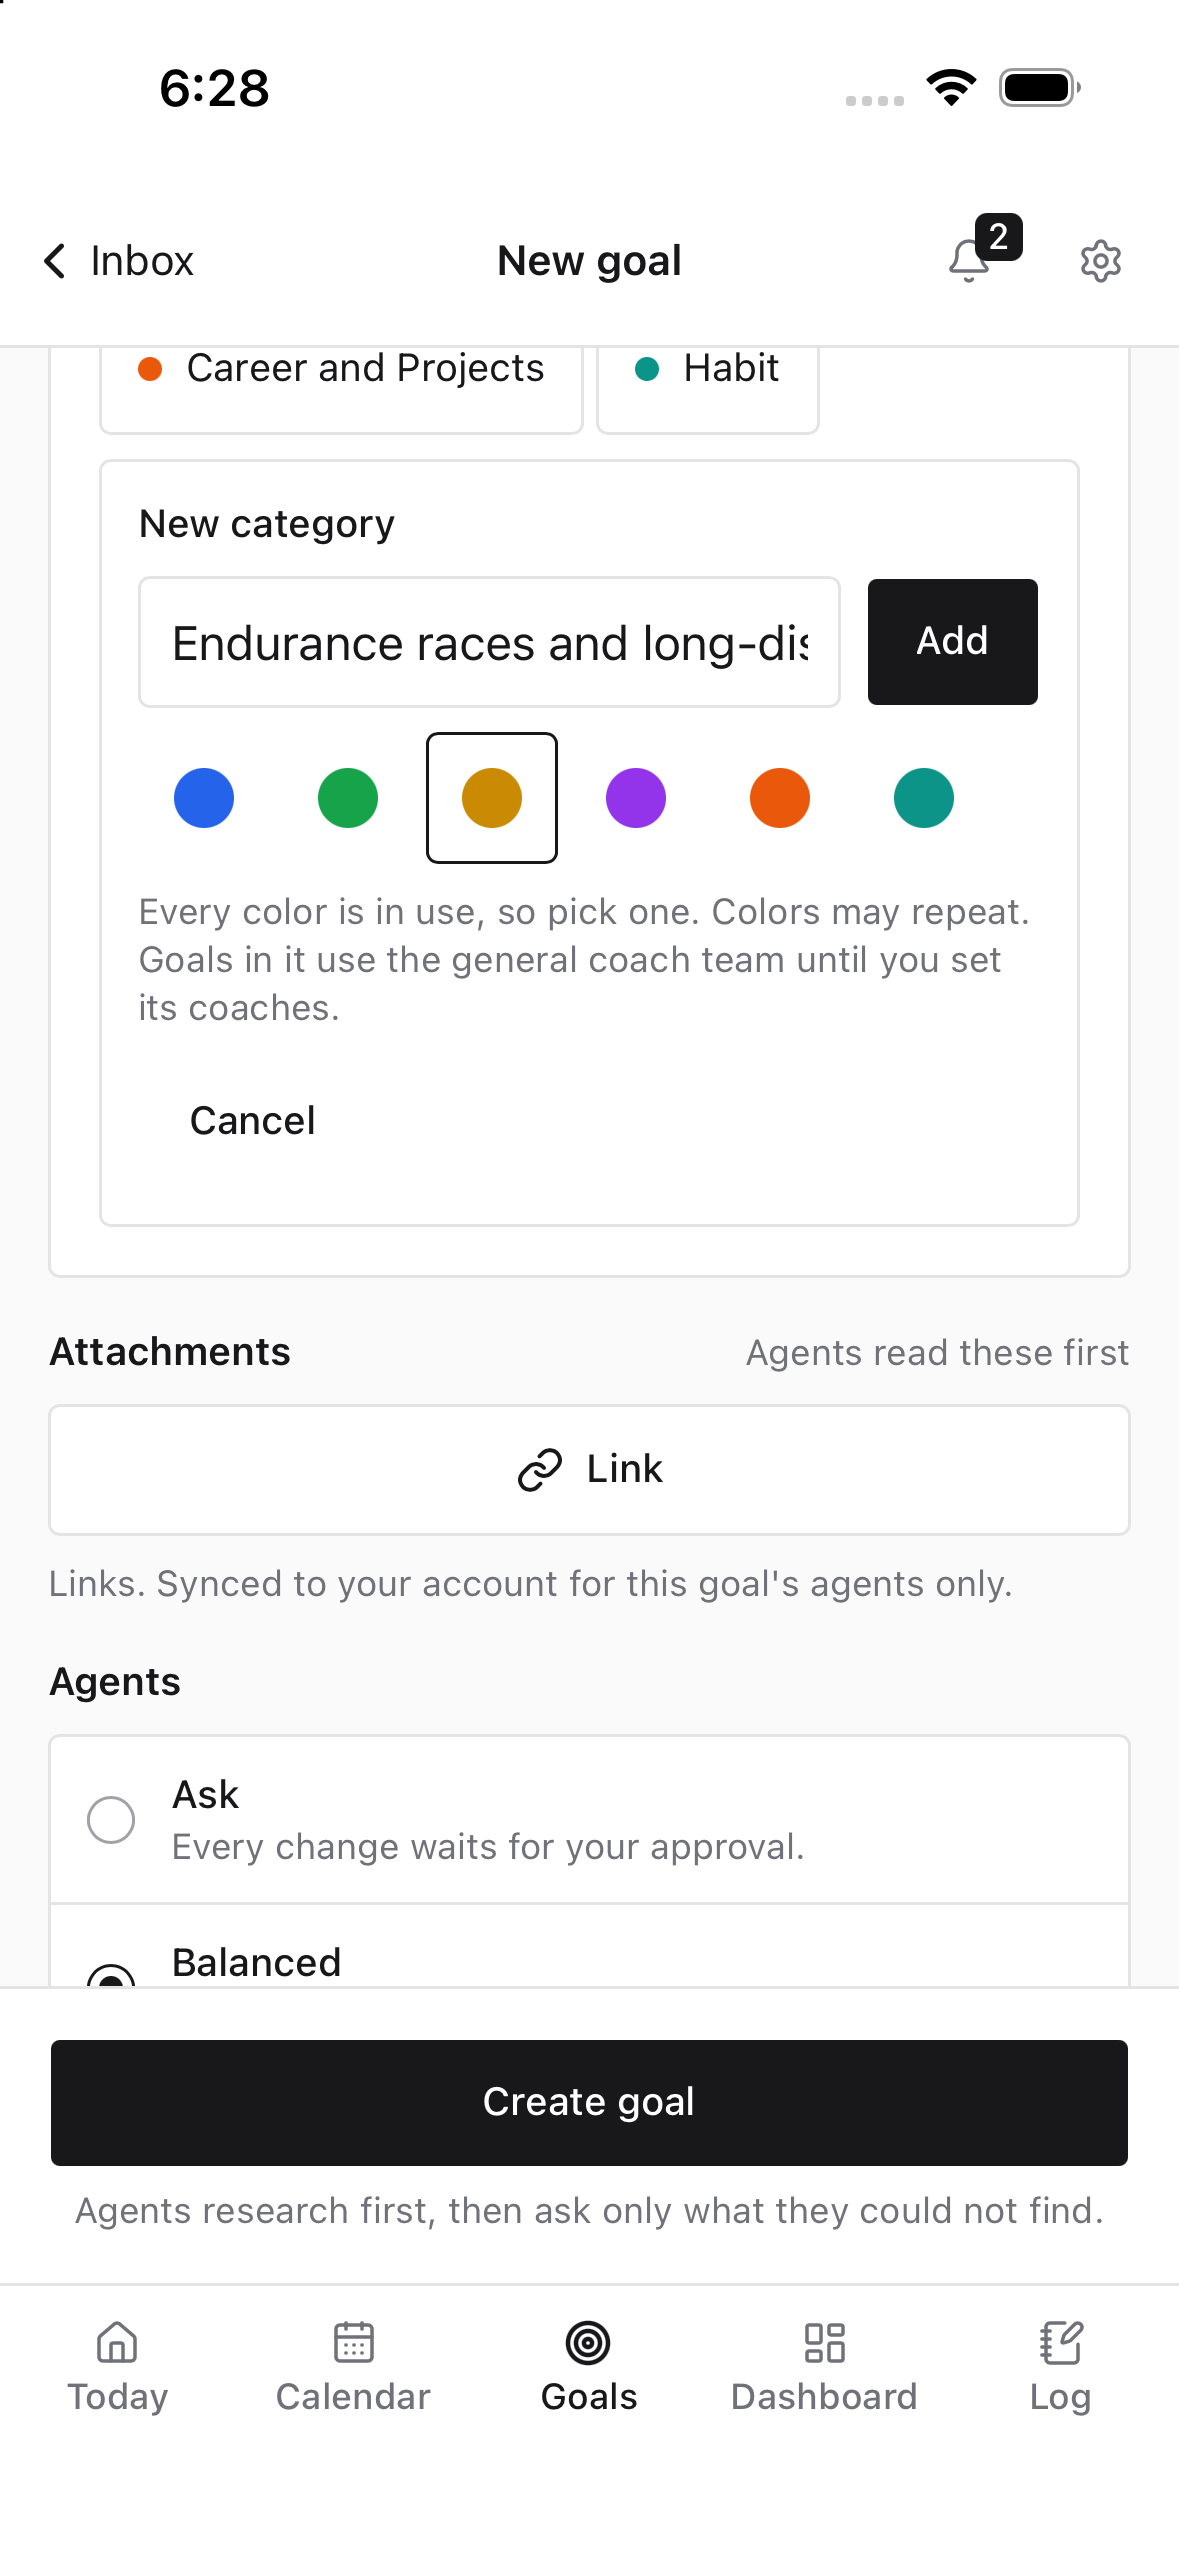 6:28
Inbox
New goal
2
Career and Projects
Habit
New category
Endurance races and long-dis
Add
Every color is in use, so pick one. Colors may repeat.
Goals in it use the general coach team until you set
its coaches.
Cancel
Attachments
Agents read these first
Link
Links. Synced to your account for this goal's agents only.
Agents
Ask
Every change waits for your approval.
Balanced
Create goal
Agents research first, then ask only what they could not find.
Today
Calendar
Goals
Dashboard
Log